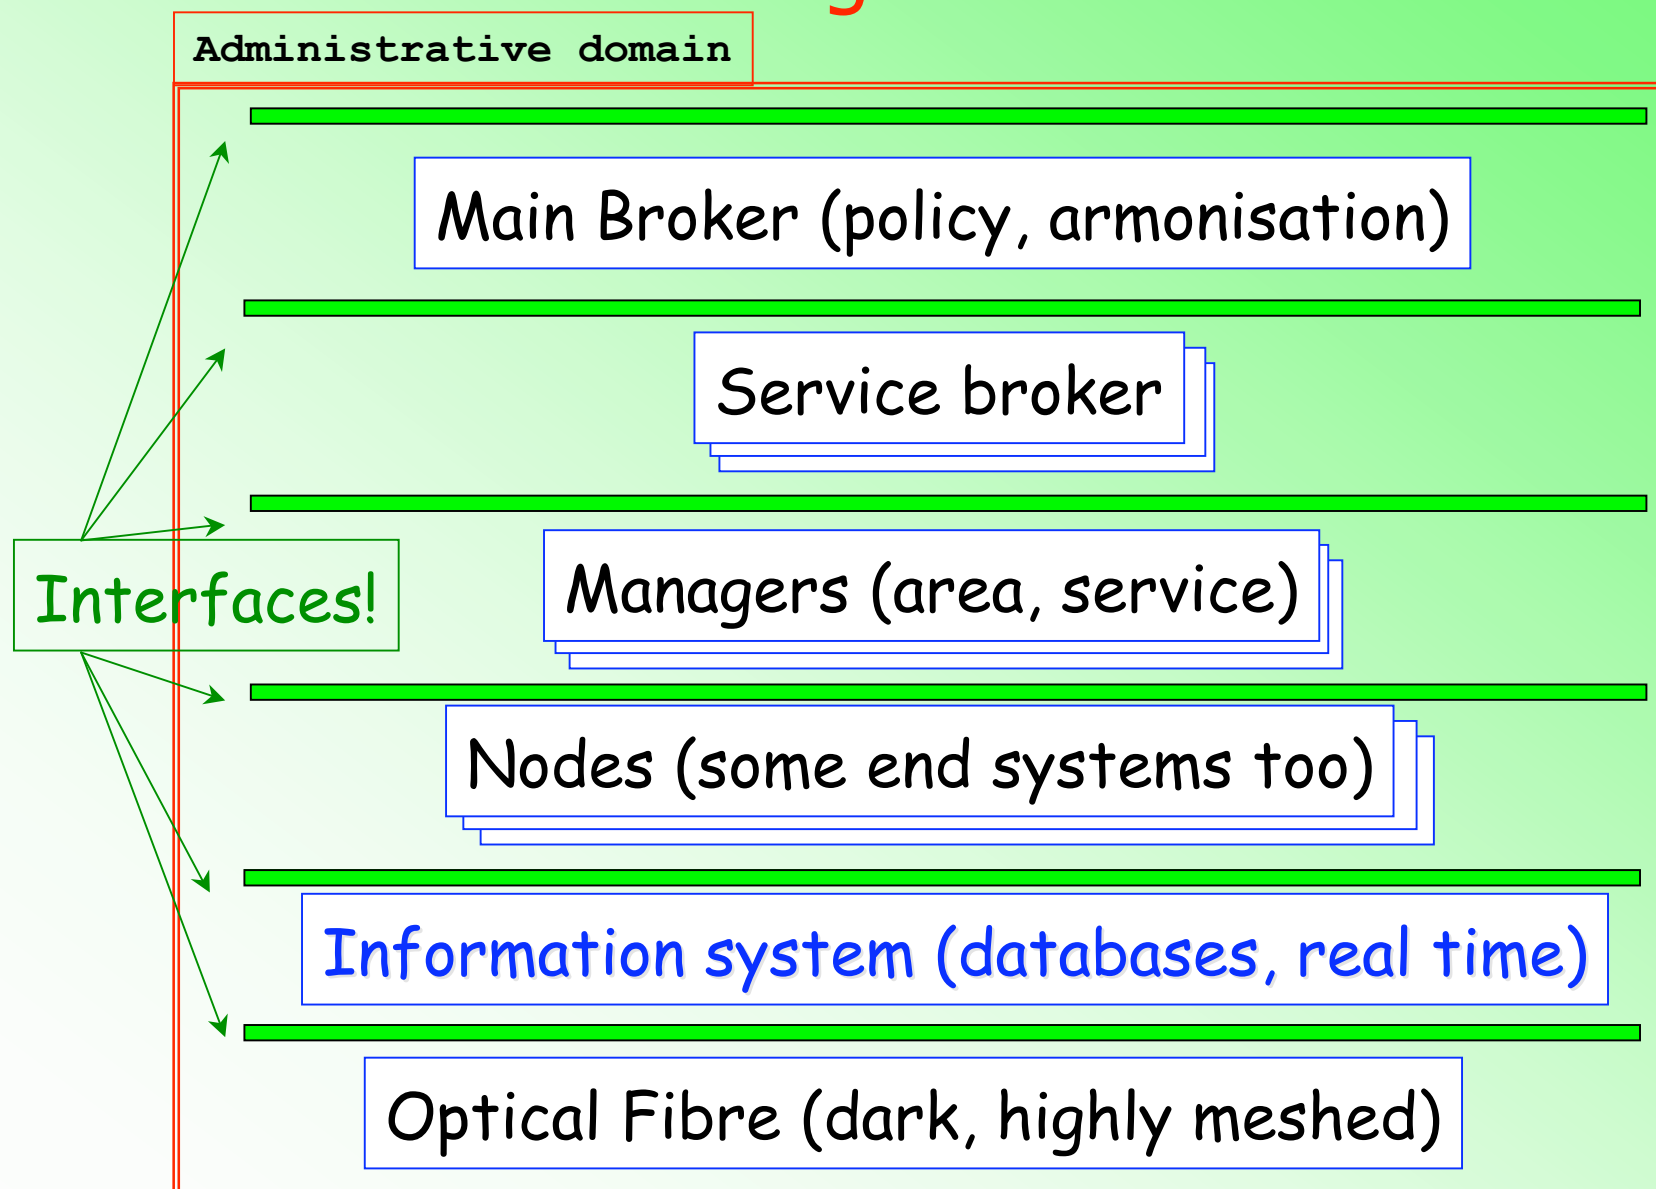 Administrative domain
Main Broker (policy, armonisation)
Service broker
Managers (area, service)
Interfaces!
Nodes (some end systems too)
Information system (databases, real time)
Optical Fibre (dark, highly meshed)